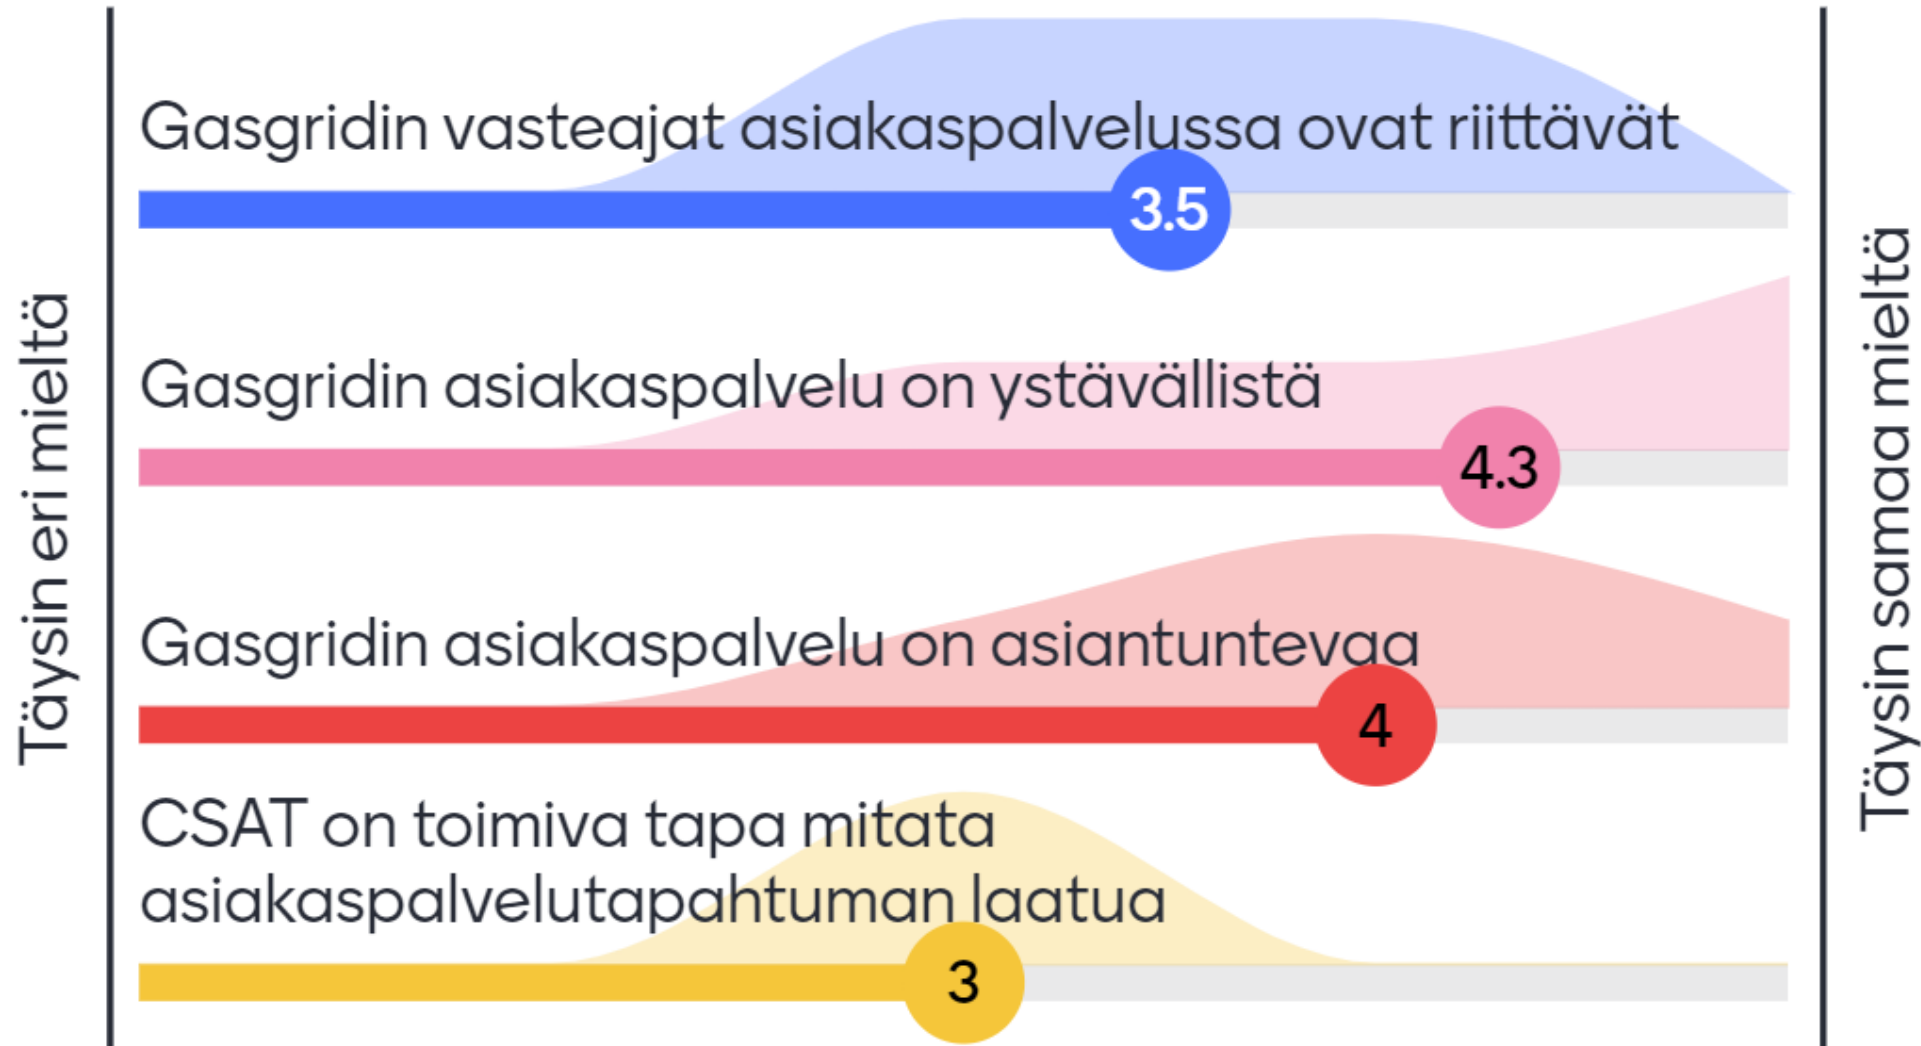 Täysin eri mieltä
Gasgridin vasteajat asiakaspalvelussa ovat riittävät
3.5
Gasgridin asiakaspalvelu on ystävällistä
4.3
Gasgridin asiakaspalvelu on asiantuntevaa
4
CSAT on toimiva tapa mitata
asiakaspalvelutapahtuman laatua
3
Täysin samaa mieltä